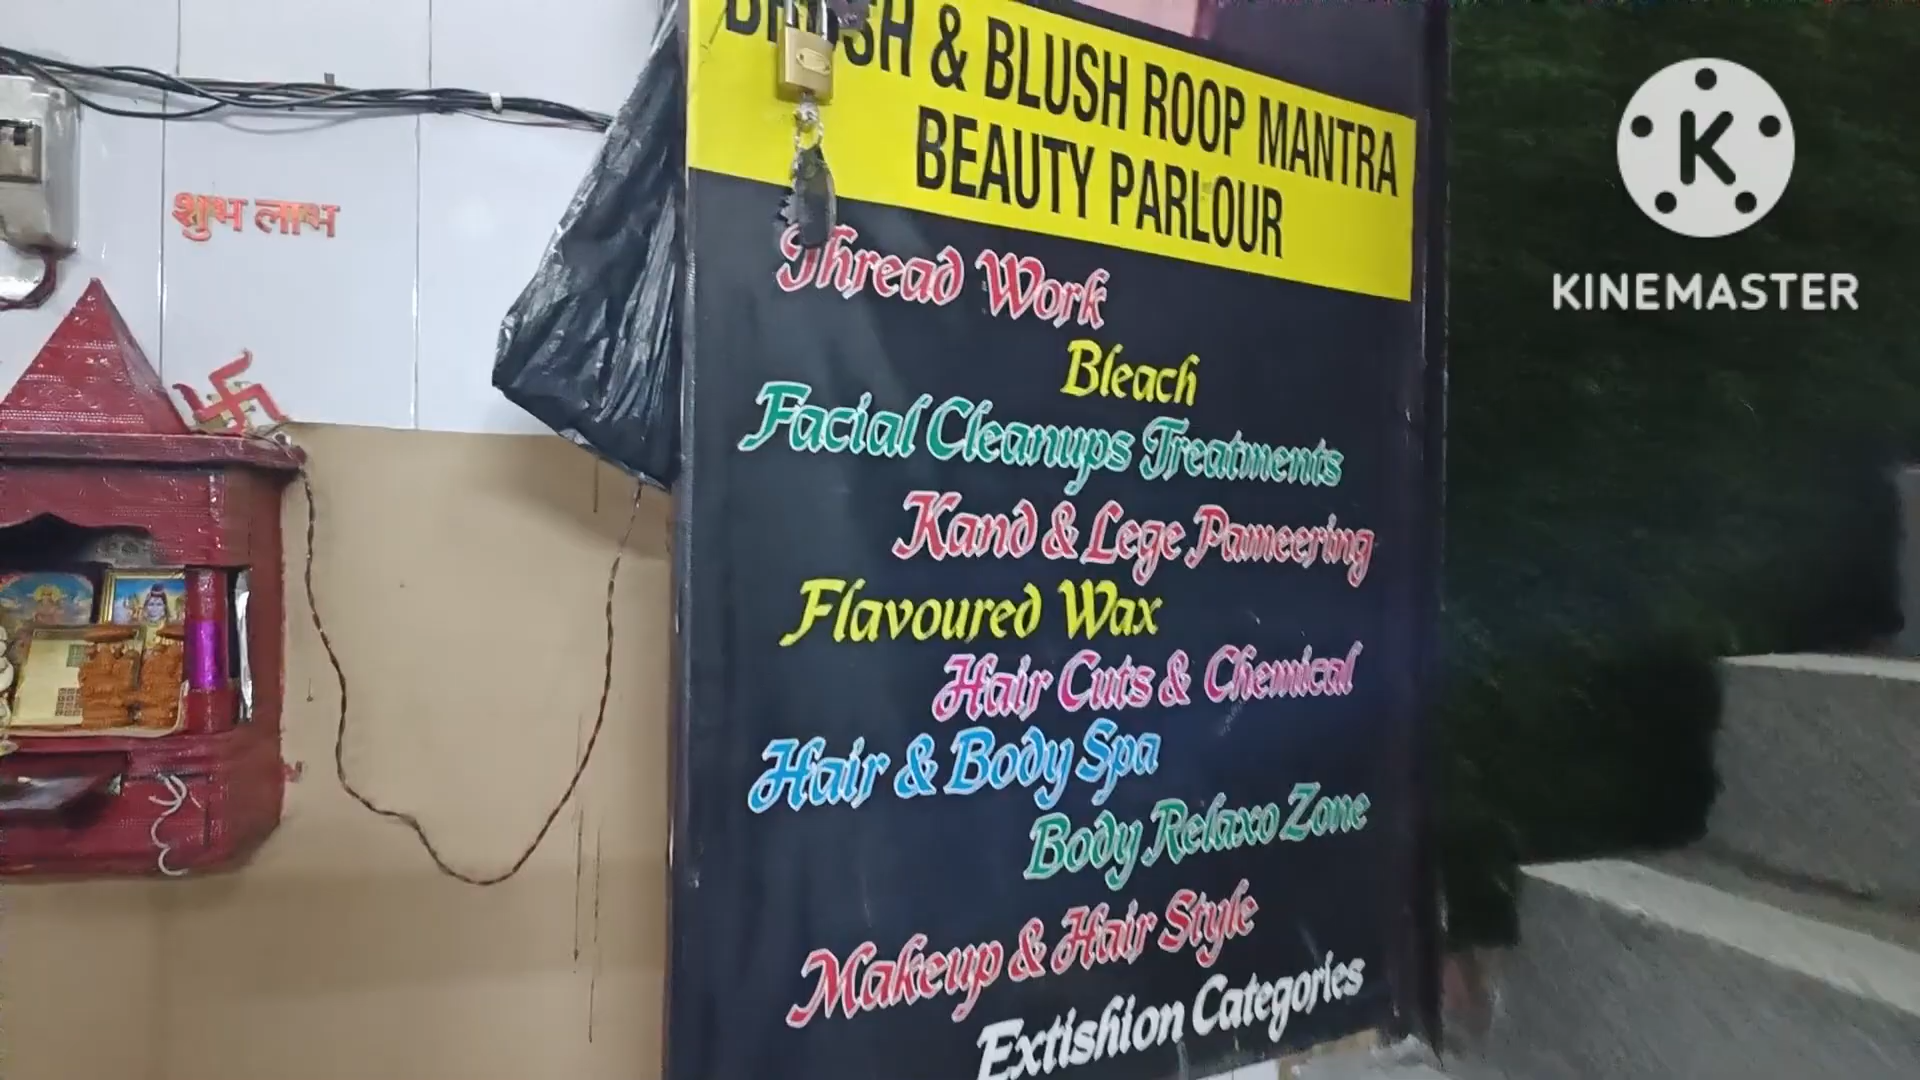 & BLUSH ROOP MANTRA
BEAUTY PARLOUR
Thread Work
Bleach
Facial Cleanups Treatments
Kand & Lege Pameering
Flavoured Wax
Hair Cuts & Chemical
Hair & Body Spa
Body Relaxo Zone
Makeup & Hair Style
Extishion Categories
शुभ लाभ
K
KINEMASTER